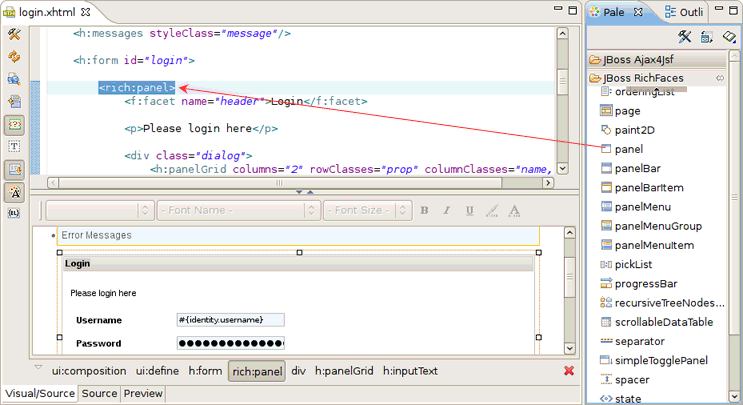 login.xhtml
<h:messages styleClass="message"/>
<h:form id="login">
<rich:panel>
<f:facet name="header">Login</f:facet>
<p>Please login here</p>
<div class="dialog">
<h:panelGrid columns="2" rowClasses="prop" columnClasses="name,
- Font Name -
- Font Size -
B I U A
Error Messages
Login
Please login here
Username #{identity.username}
Password ●●●●●●●●●●●●
ui:composition ui:define h:form rich:panel div h:panelGrid h:inputText
Visual/Source Source Preview
Pale Outli
JBoss Ajax4Jsf
JBoss RichFaces
orderingList
page
paint2D
panel
panelBar
panelBarItem
panelMenu
panelMenuGroup
panelMenuItem
pickList
progressBar
recursiveTreeNodes...
scrollableDataTable
separator
simpleTogglePanel
spacer
state